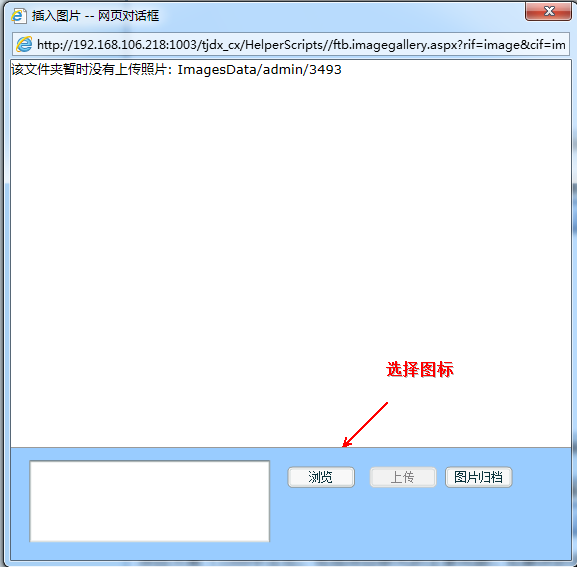 插入图片 -- 网页对话框
http://192.168.106.218:1003/tjdx_cx/HelperScripts//ftb.imagegallery.aspx?rif=image&cif=im
该文件夹暂时没有上传照片: ImagesData/admin/3493
选择图标
浏览 上传 图片归档